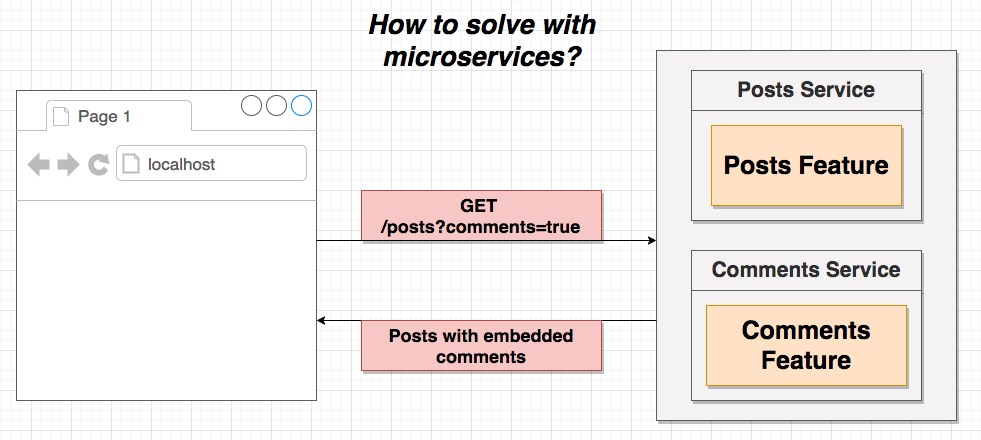 How to solve with
microservices?
Page 1
localhost
GET
/posts?comments=true
Posts with embedded
comments
Posts Service
Posts Feature
Comments Service
Comments
Feature